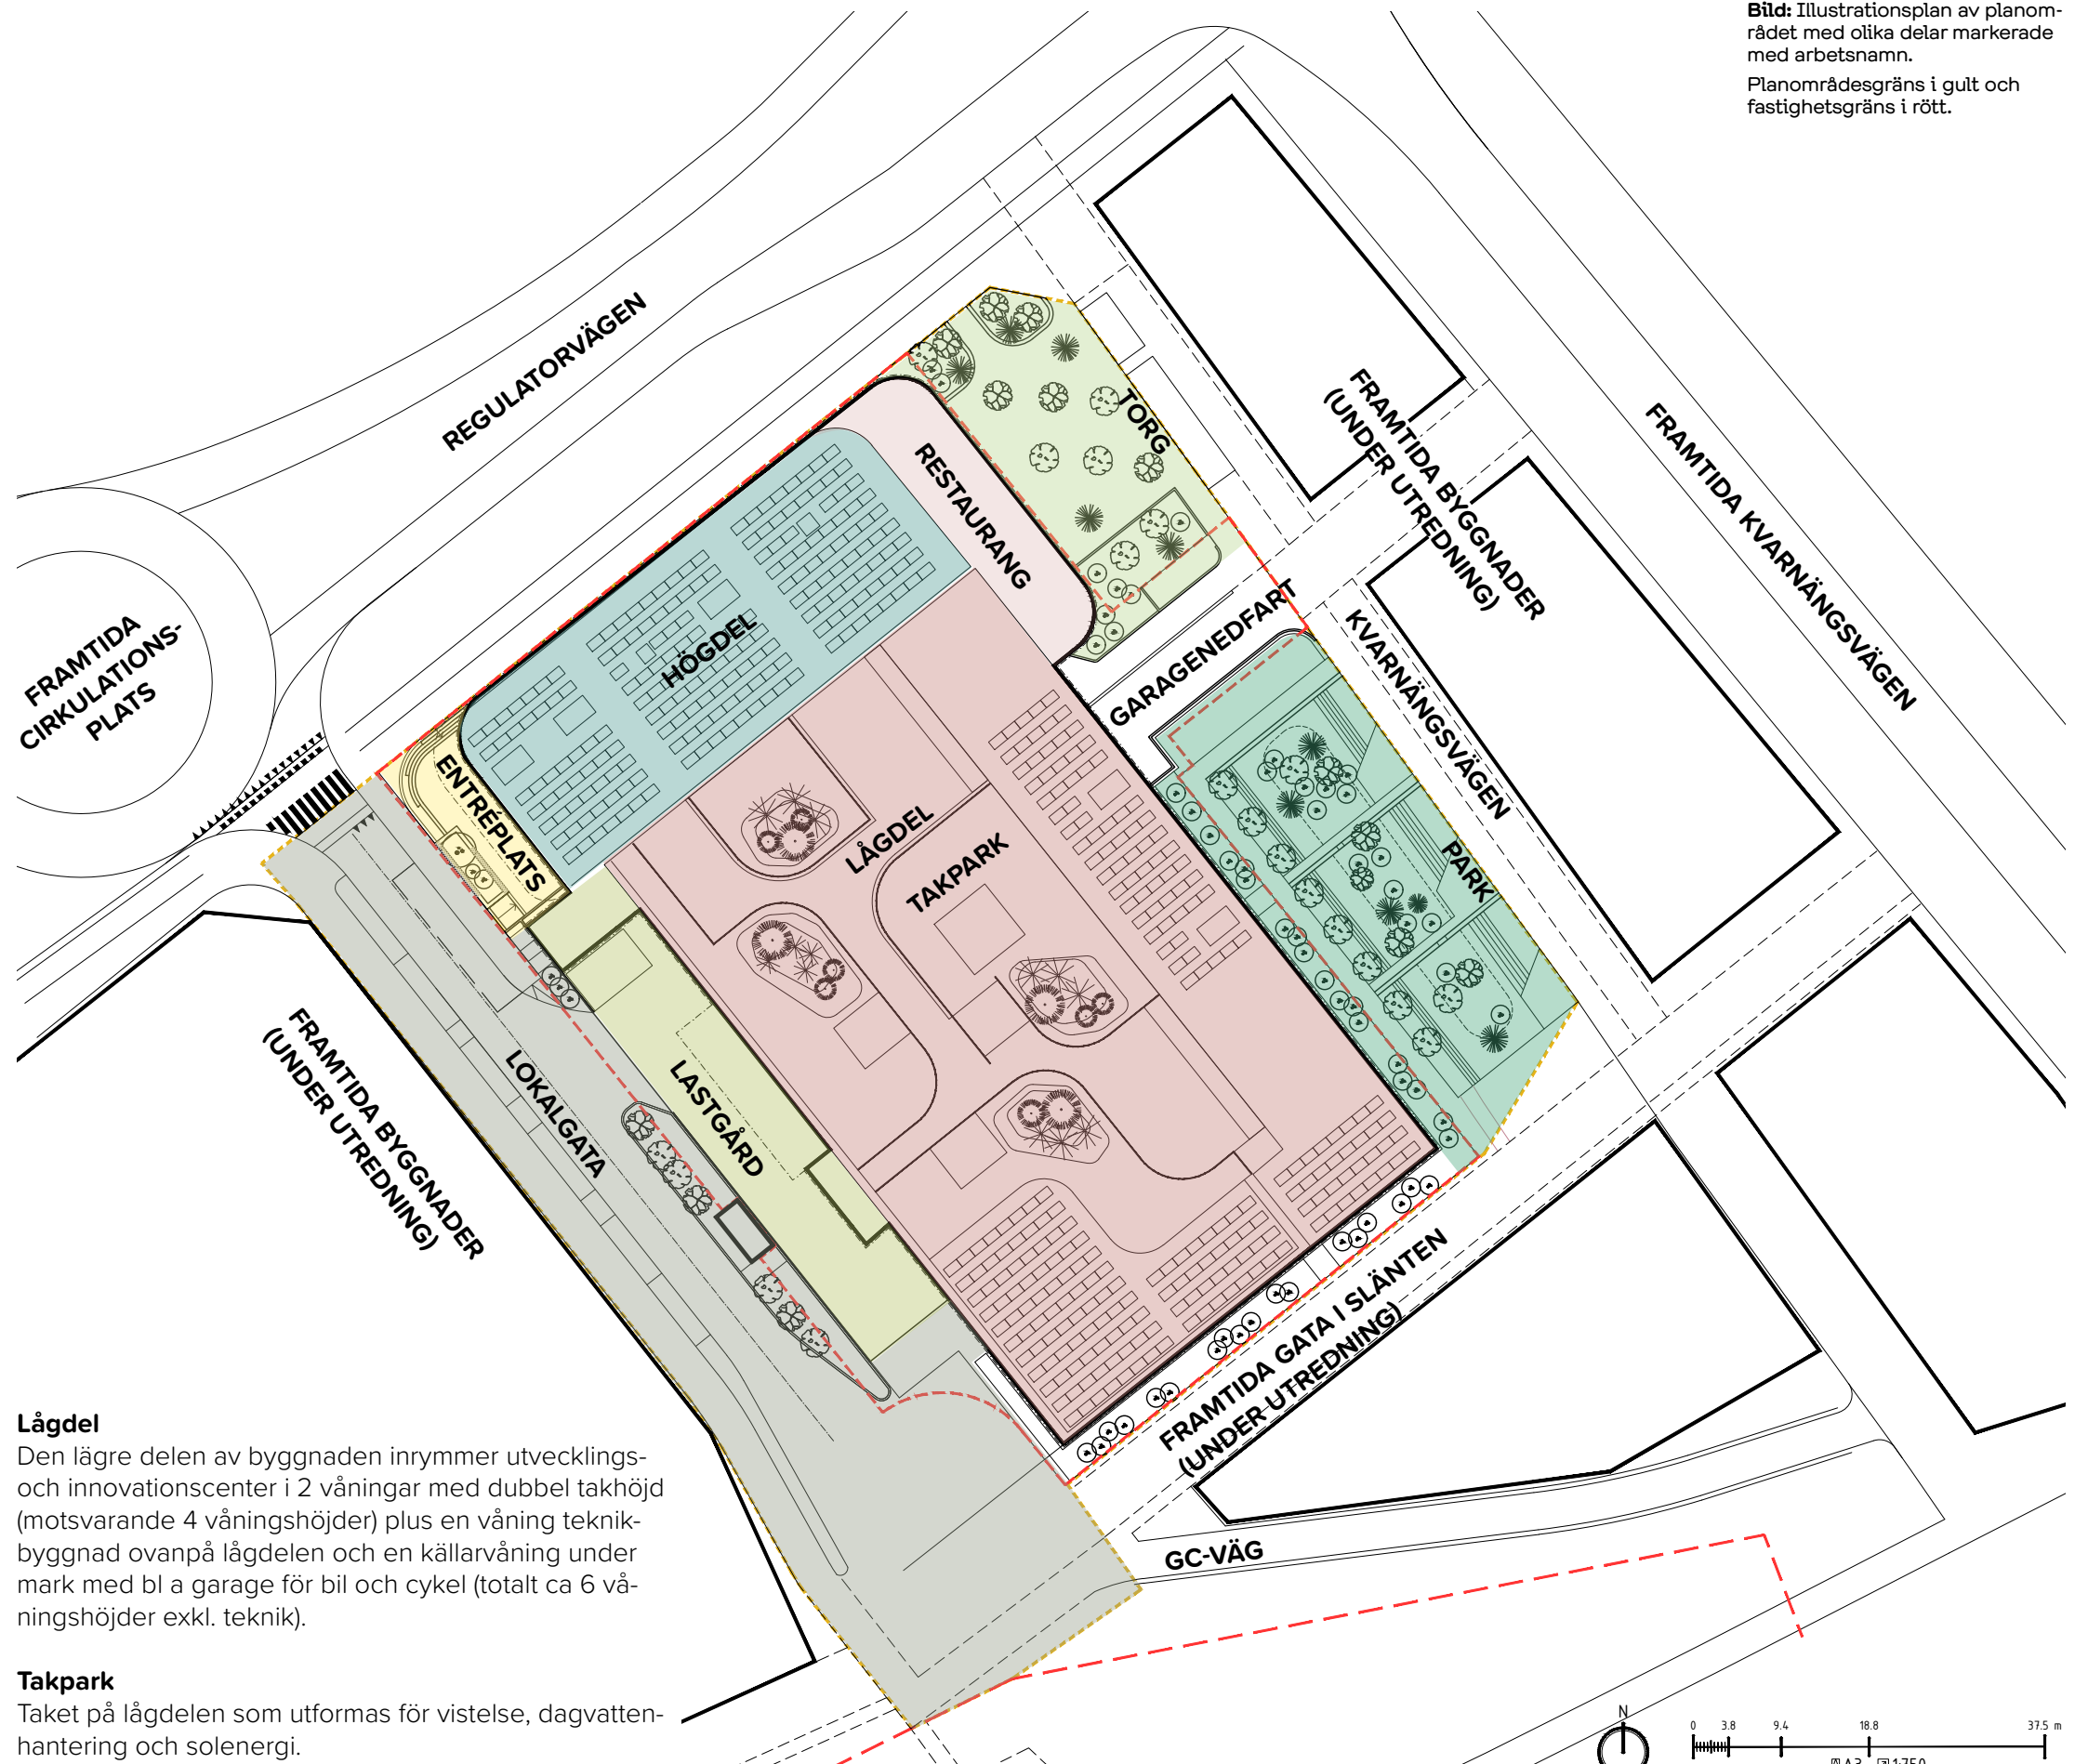 Bild: Illustrationsplan av planom-
rådet med olika delar markerade
med arbetsnamn.
Planområdesgräns i gult och
fastighetsgräns i rött.
REGULATORVÄGEN
TORG
FRAMTIDA BYGGNADER
(UNDER UTREDNING)
FRAMTIDA KVARNÄNGSVÄGEN
RESTAURANG
HÖGDEL
GARAGENEDFART
KVARNÄNGSVÄGEN
FRAMTIDA
CIRKULATIONS-
PLATS
ENTRÉPLATS
LÅGDEL
TAKPARK
PARK
FRAMTIDA BYGGNADER
(UNDER UTREDNING)
LOKALGATA
LASTGÅRD
FRAMTIDA GATA I SLÄNTEN
(UNDER UTREDNING)
GC-VÄG
Lågdel
Den lägre delen av byggnaden inrymmer utvecklings-
och innovationscenter i 2 våningar med dubbel takhöjd
(motsvarande 4 våningshöjder) plus en våning teknik-
byggnad ovanpå lågdelen och en källarvåning under
mark med bl a garage för bil och cykel (totalt ca 6 vå-
ningshöjder exkl. teknik).
Takpark
Taket på lågdelen som utformas för vistelse, dagvatten-
hantering och solenergi.
N
0 3.8 9.4 18.8 37.5 m
A3 1:750